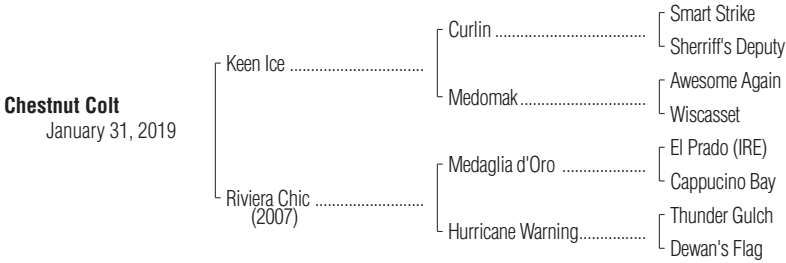 Smart Strike
Curlin ......................................
Sherriff's Deputy
Keen Ice .................................
Awesome Again
Medomak................................
Wiscasset
Chestnut Colt
January 31, 2019
El Prado (IRE)
Medaglia d'Oro .....................
Cappucino Bay
Riviera Chic ...........................
(2007)
Thunder Gulch
Hurricane Warning.................
Dewan's Flag